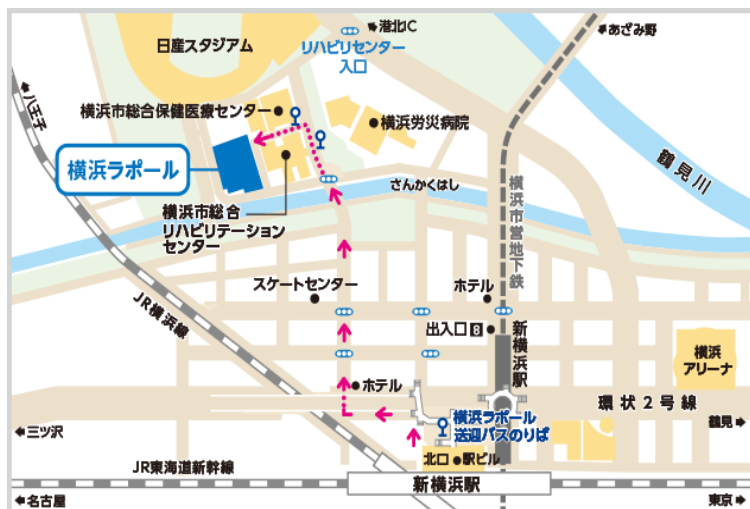 港北IC
あざみ野
日産スタジアム
リハビリセンター
入口
八王子
横浜市総合保健医療センター
横浜労災病院
横浜ラポール
鶴見川
さんかくはし
横浜市営地下鉄
横浜市総合
リハビリテーション
センター
スケートセンター
ホテル
JR横浜線
出入口8
新横浜駅
横浜
アリーナ
ホテル
環状2号線
横浜ラポール
送迎バスのりば
三ツ沢
鶴見
北口
駅ビル
JR東海道新幹線
新横浜駅
名古屋
東京